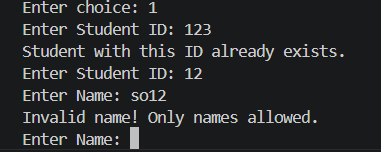 Enter choice: 1
Enter Student ID: 123
Student with this ID already exists.
Enter Student ID: 12
Enter Name: so12
Invalid name! Only names allowed.
Enter Name: